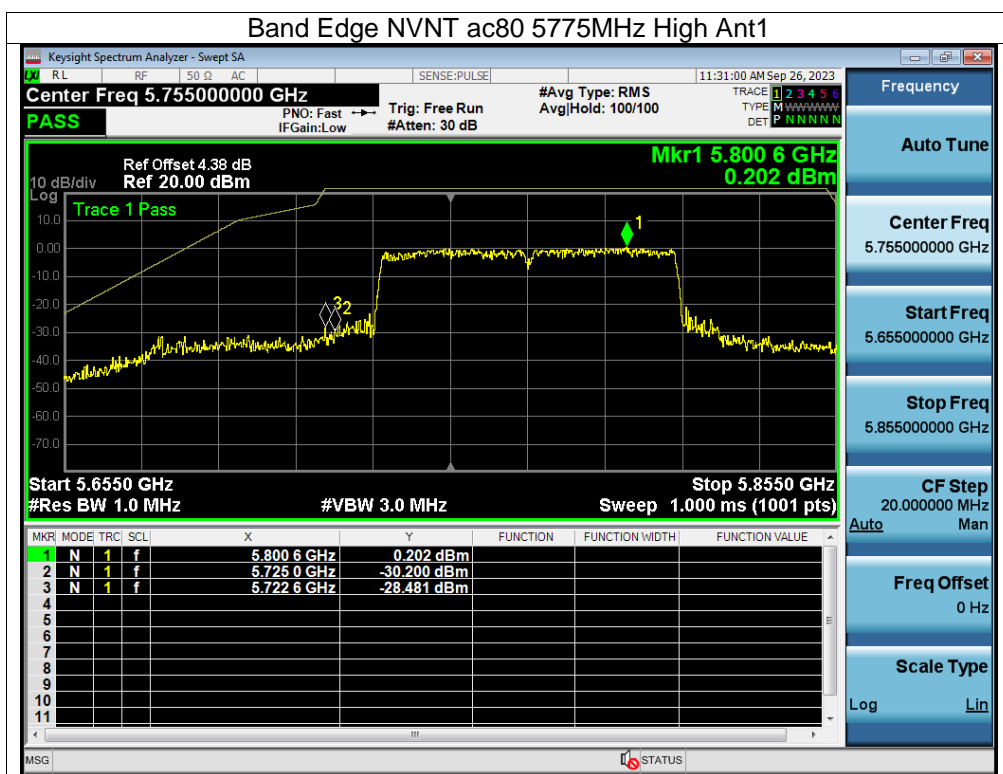 Band Edge NVNT ac80 5775MHz High Ant1
Keysight Spectrum Analyzer - Swept SA
LXI RL RF 50 Ω AC SENSE:PULSE 11:31:00 AM Sep 26, 2023
Center Freq 5.755000000 GHz #Avg Type: RMS TRACE 1 2 3 4 5 6
PNO: Fast Trig: Free Run Avg|Hold: 100/100 TYPE M WWWWW
PASS IFGain:Low #Atten: 30 dB DET P N N N N N
Mkr1 5.800 6 GHz
Ref Offset 4.38 dB
10 dB/div Ref 20.00 dBm 0.202 dBm
Log
Trace 1 Pass
10.0
1
0.00
-10.0
-20.0
3 2
-30.0
-40.0
-50.0
-60.0
-70.0
Start 5.6550 GHz Stop 5.8550 GHz
#Res BW 1.0 MHz #VBW 3.0 MHz Sweep 1.000 ms (1001 pts)
MKR MODE TRC SCL X Y FUNCTION FUNCTION WIDTH FUNCTION VALUE
1 N 1 f 5.800 6 GHz 0.202 dBm
2 N 1 f 5.725 0 GHz -30.200 dBm
3 N 1 f 5.722 6 GHz -28.481 dBm
4
5
6
7
8
9
10
11
MSG STATUS
Frequency
Auto Tune
Center Freq
5.755000000 GHz
Start Freq
5.655000000 GHz
Stop Freq
5.855000000 GHz
CF Step
20.000000 MHz
Auto Man
Freq Offset
0 Hz
Scale Type
Log Lin